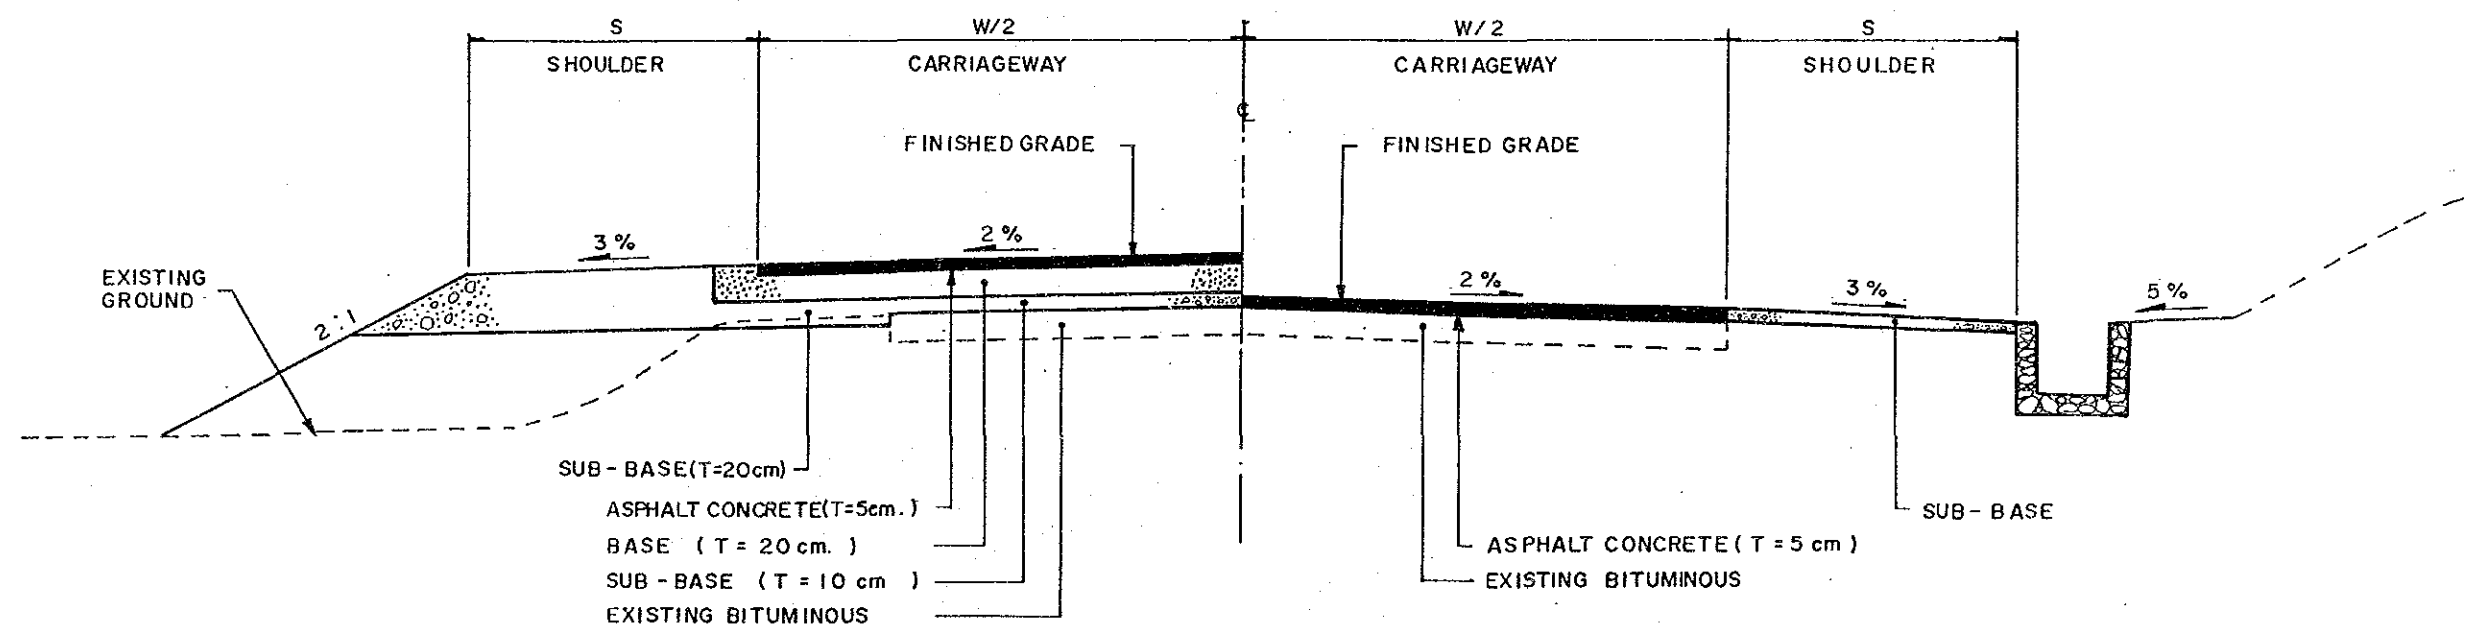 S W/2 W/2 S
SHOULDER CARRIAGEWAY CARRIAGEWAY SHOULDER
℄
FINISHED GRADE FINISHED GRADE
3% 2% 2% 3% 5%
EXISTING
GROUND
2:1
SUB-BASE(T=20cm)
ASPHALT CONCRETE(T=5cm.)
BASE (T = 20 cm. )
SUB-BASE (T = 10 cm )
EXISTING BITUMINOUS
SUB-BASE
ASPHALT CONCRETE(T = 5 cm)
EXISTING BITUMINOUS